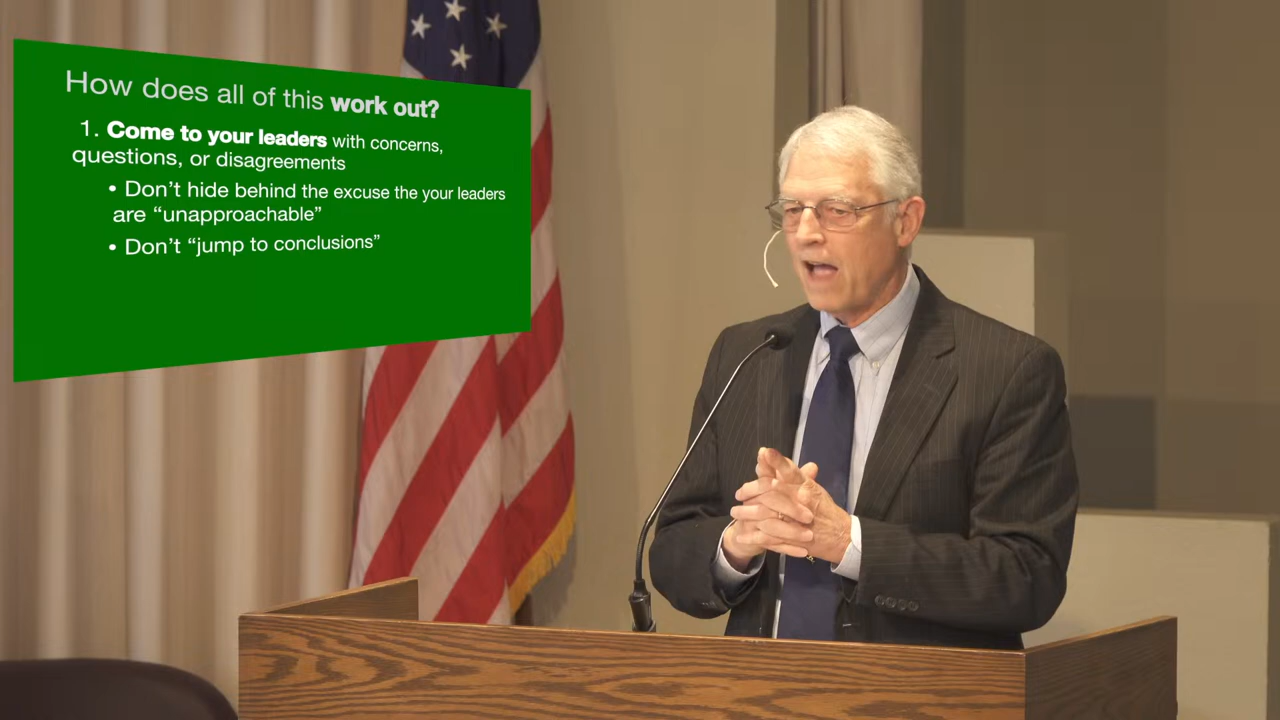 How does all of this work out?
1. Come to your leaders with concerns,
questions, or disagreements
• Don’t hide behind the excuse the your leaders
are “unapproachable”
• Don’t “jump to conclusions”